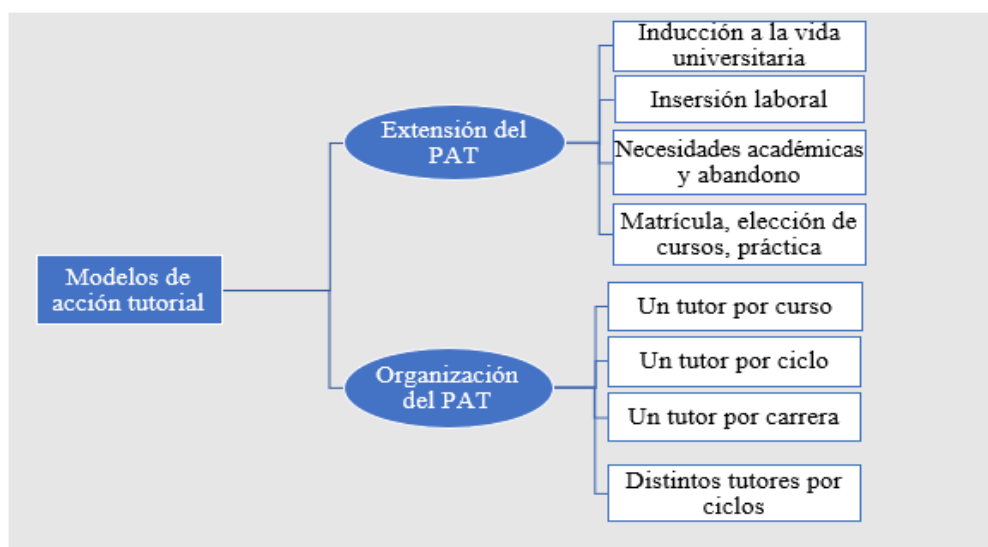 Modelos de
acción tutorial
Extensión del
PAT
Inducción a la vida
universitaria
Insersión laboral
Necesidades académicas
y abandono
Matrícula, elección de
cursos, práctica
Organización
del PAT
Un tutor por curso
Un tutor por ciclo
Un tutor por carrera
Distintos tutores por
ciclos